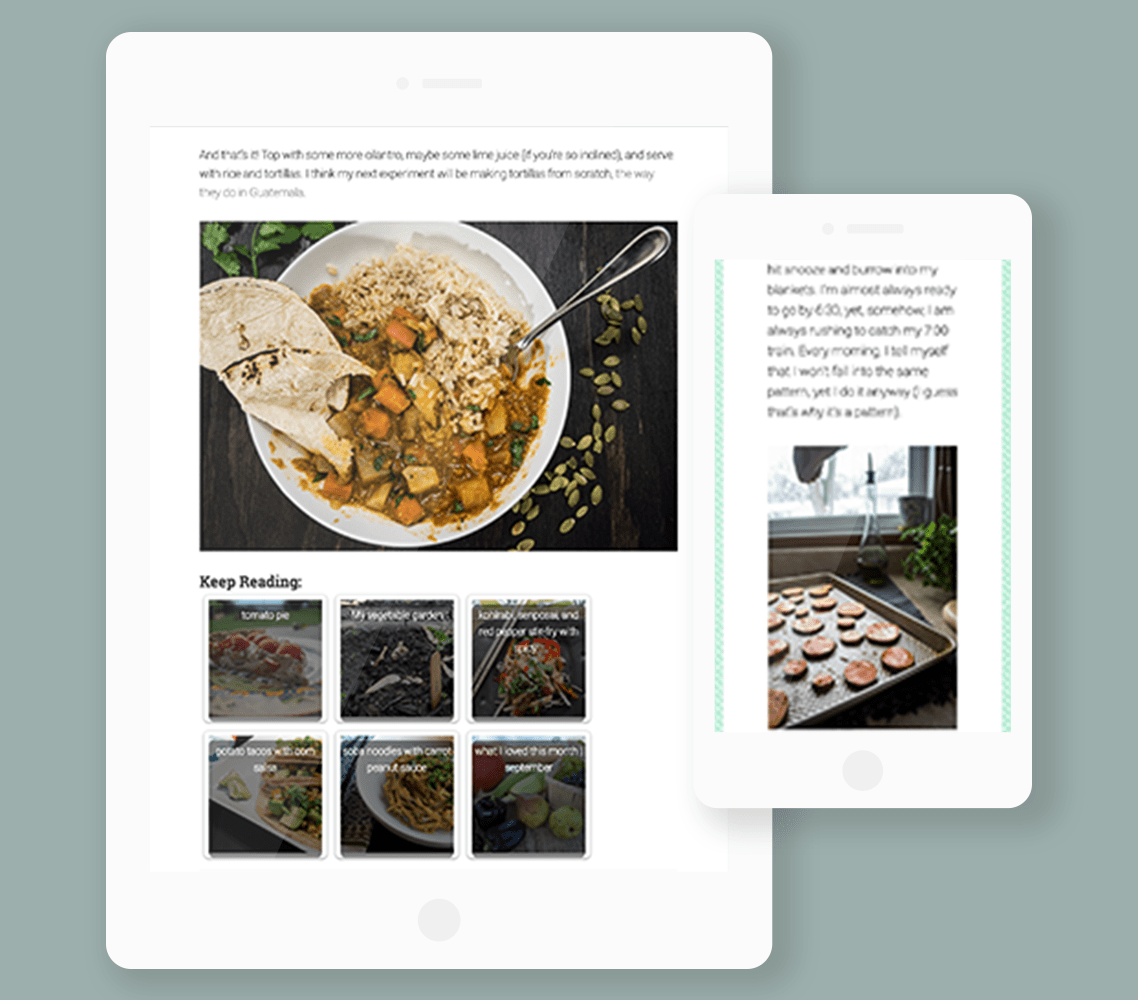 And that's it! Top with some more cilantro, maybe some lime juice (if you're so inclined), and serve
with rice and tortillas. I think my next experiment will be making tortillas from scratch, the way
they do in Guatemala.
Keep Reading:
tomato pie
My vegetable garden
kohlrabi, senposai, and
red pepper stir-fry with
spicy
potato tacos with corn
salsa
soba noodles with carrot
peanut sauce
what I loved this month |
september
hit snooze and burrow into my
blankets. I'm almost always ready
to go by 6:30, yet, somehow, I am
always rushing to catch my 7:00
train. Every morning, I tell myself
that I won't fall into the same
pattern, yet I do it anyway (I guess
that's why it's a pattern).